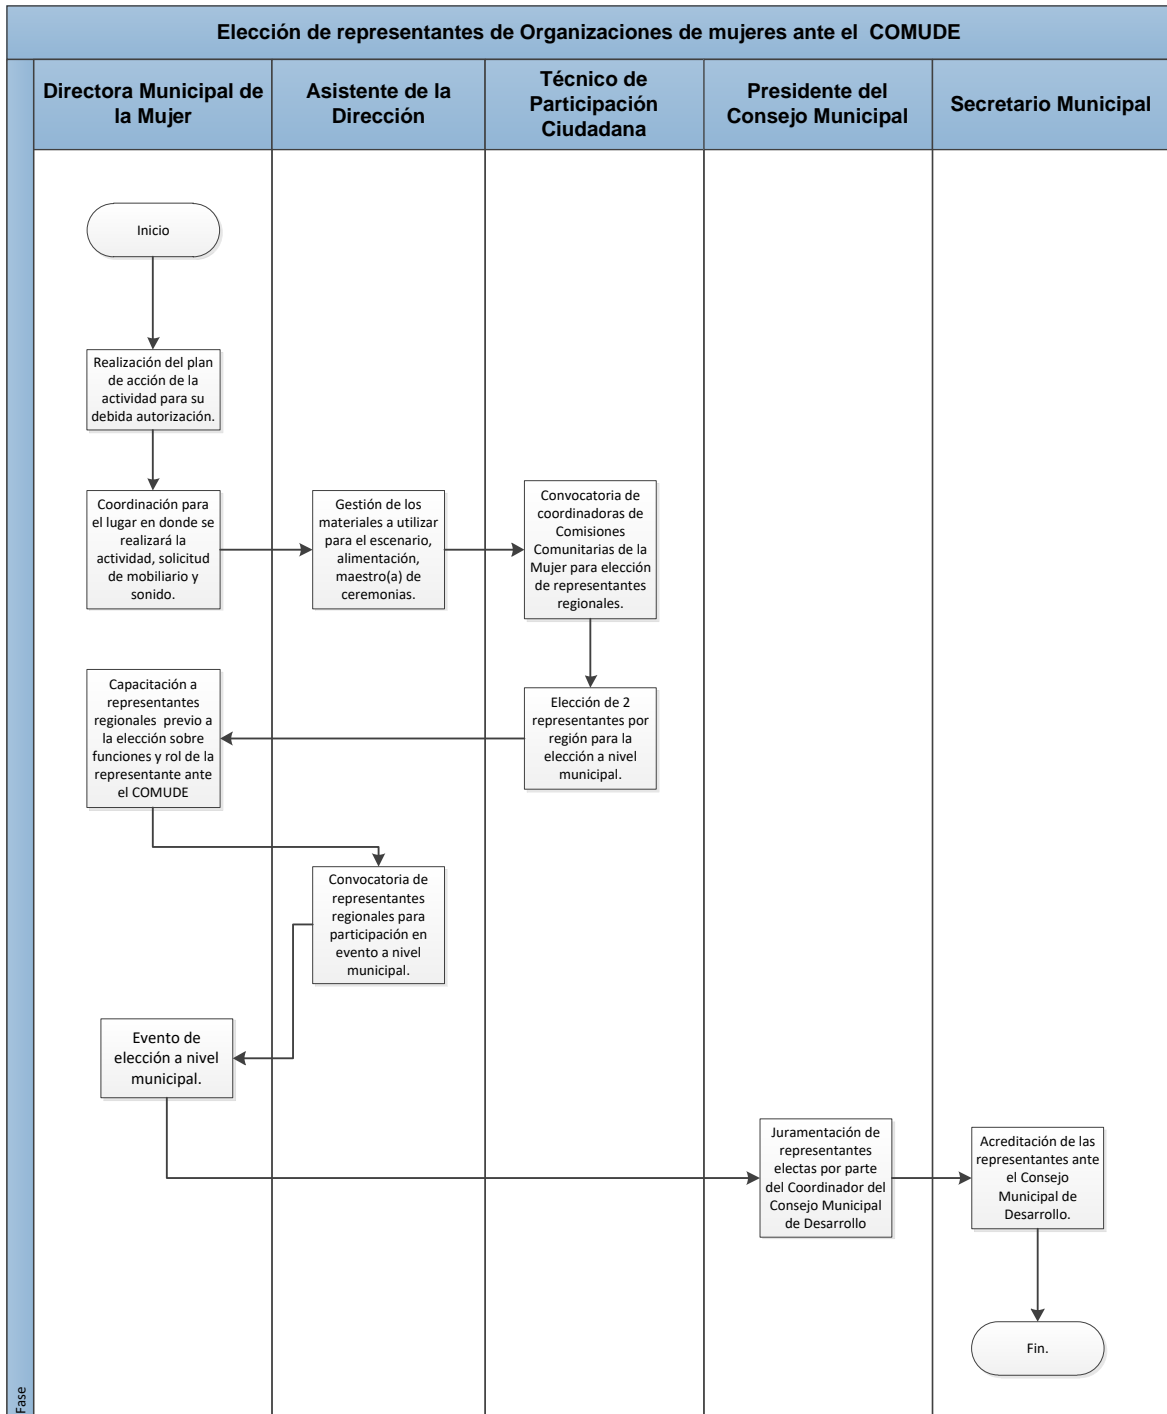 Elección de representantes de Organizaciones de mujeres ante el  COMUDE
Directora Municipal de
la Mujer
Asistente de la
Dirección
Técnico de
Participación
Ciudadana
Presidente del
Consejo Municipal
Secretario Municipal
Inicio
Realización del plan
de acción de la
actividad para su
debida autorización.
Coordinación para
el lugar en donde se
realizará la
actividad, solicitud
de mobiliario y
sonido.
Gestión de los
materiales a utilizar
para el escenario,
alimentación,
maestro(a) de
ceremonias.
Convocatoria de
coordinadoras de
Comisiones
Comunitarias de la
Mujer para elección
de representantes
regionales.
Elección de 2
representantes por
región para la
elección a nivel
municipal.
Capacitación a
representantes
regionales  previo a
la elección sobre
funciones y rol de la
representante ante
el COMUDE
Convocatoria de
representantes
regionales para
participación en
evento a nivel
municipal.
Evento de
elección a nivel
municipal.
Juramentación de
representantes
electas por parte
del Coordinador del
Consejo Municipal
de Desarrollo
Acreditación de las
representantes ante
el Consejo
Municipal de
Desarrollo.
Fin.
Fase